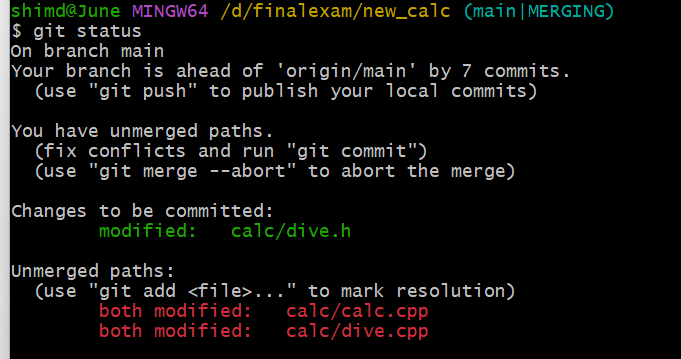 shimd@June MINGW64 /d/finalexam/new_calc (main|MERGING)
$ git status
On branch main
Your branch is ahead of 'origin/main' by 7 commits.
  (use "git push" to publish your local commits)

You have unmerged paths.
  (fix conflicts and run "git commit")
  (use "git merge --abort" to abort the merge)

Changes to be committed:
        modified:   calc/dive.h

Unmerged paths:
  (use "git add <file>..." to mark resolution)
        both modified:   calc/calc.cpp
        both modified:   calc/dive.cpp